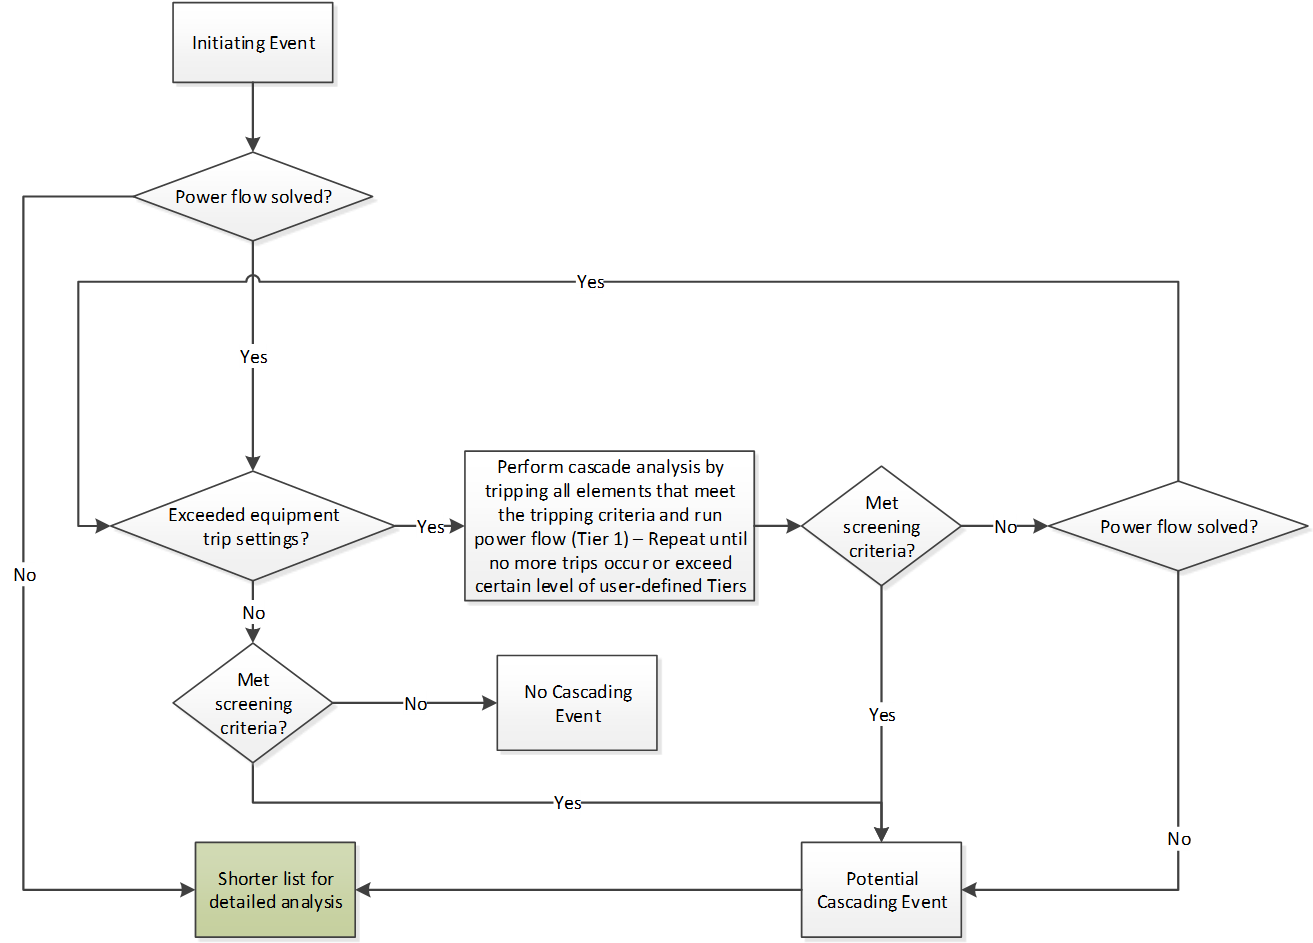 Initiating Event
Power flow solved?
Yes
Yes
Exceeded equipment
trip settings?
Yes
Perform cascade analysis by
tripping all elements that meet
the tripping criteria and run
power flow (Tier 1) – Repeat until
no more trips occur or exceed
certain level of user-defined Tiers
Met
screening
criteria?
No
Power flow solved?
No
No
Met
screening
criteria?
No
No Cascading
Event
Yes
Yes
No
Shorter list for
detailed analysis
Potential
Cascading Event